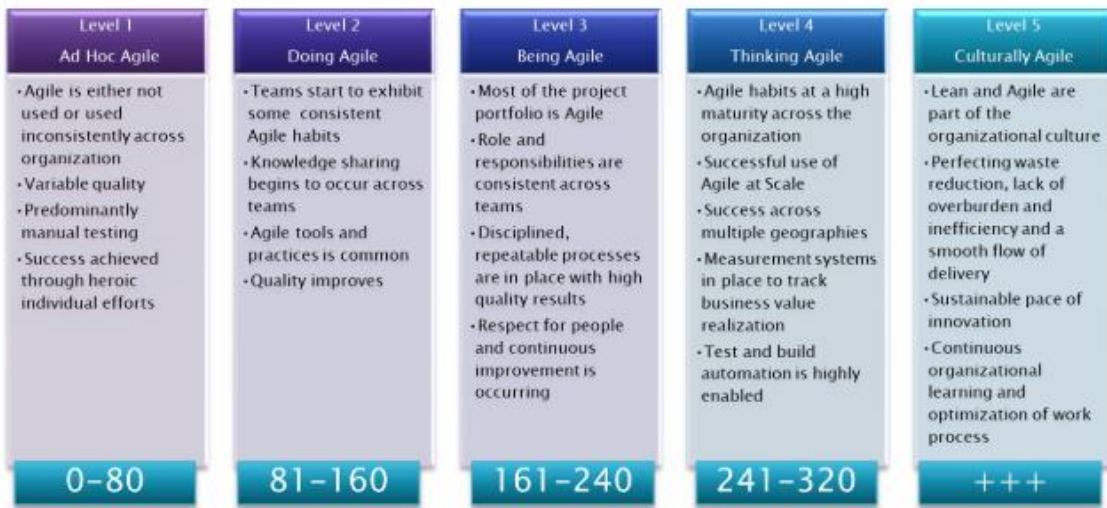 Level 1
Ad Hoc Agile
•Agile is either not
used or used
inconsistently across
organization
•Variable quality
•Predominantly
manual testing
•Success achieved
through heroic
individual efforts
0-80
Level 2
Doing Agile
•Teams start to exhibit
some consistent
Agile habits
•Knowledge sharing
begins to occur across
teams
•Agile tools and
practices is common
•Quality improves
81-160
Level 3
Being Agile
•Most of the project
portfolio is Agile
•Role and
responsibilities are
consistent across
teams
•Disciplined,
repeatable processes
are in place with high
quality results
•Respect for people
and continuous
improvement is
occurring
161-240
Level 4
Thinking Agile
•Agile habits at a high
maturity across the
organization
•Successful use of
Agile at Scale
•Success across
multiple geographies
•Measurement systems
in place to track
business value
realization
•Test and build
automation is highly
enabled
241-320
Level 5
Culturally Agile
•Lean and Agile are
part of the
organizational culture
•Perfecting waste
reduction, lack of
overburden and
inefficiency and a
smooth flow of
delivery
•Sustainable pace of
innovation
•Continuous
organizational
learning and
optimization of work
process
+++